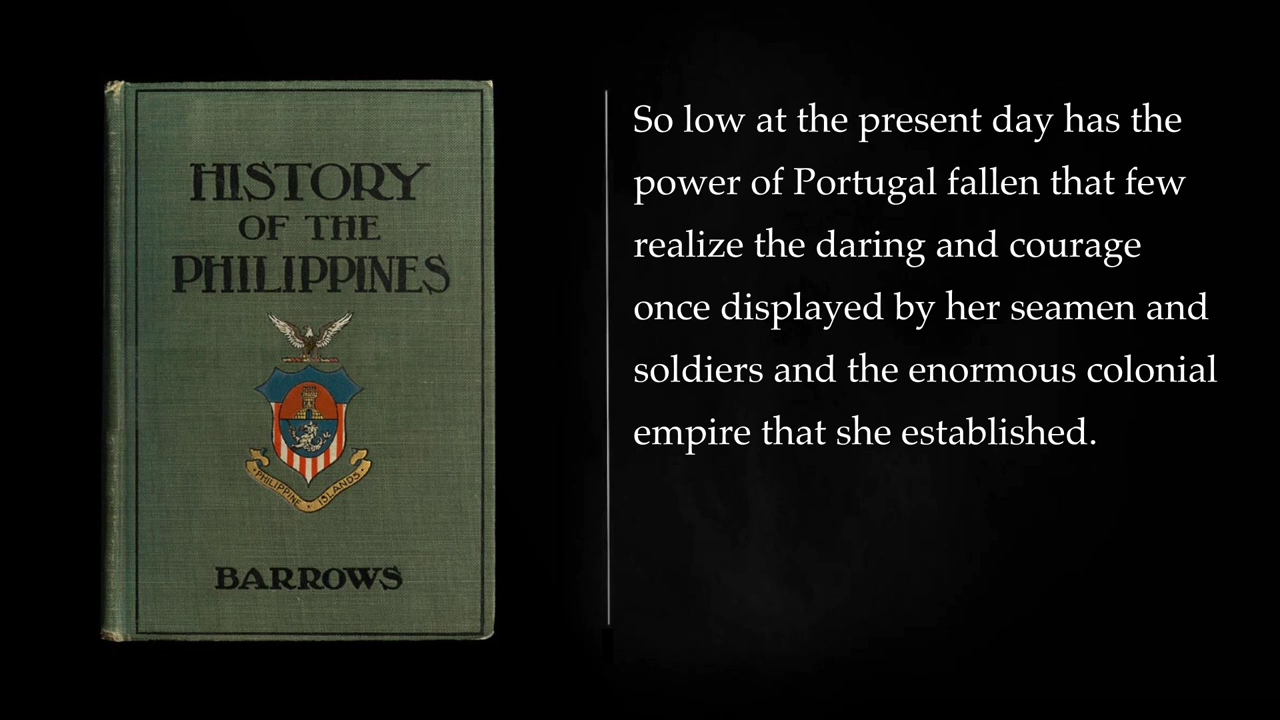 HISTORY
OF THE
PHILIPPINES
PHILIPPINE ISLANDS
BARROWS
So low at the present day has the
power of Portugal fallen that few
realize the daring and courage
once displayed by her seamen and
soldiers and the enormous colonial
empire that she established.